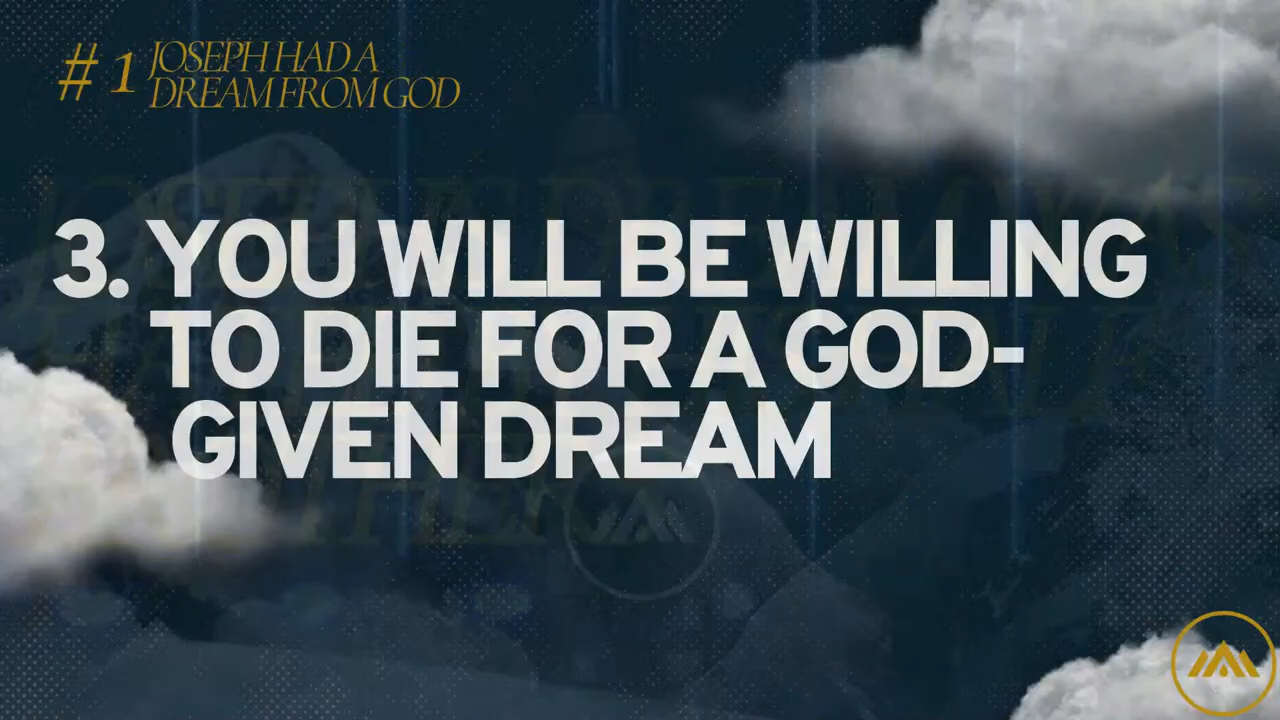 # 1 JOSEPH HAD A
DREAM FROM GOD
3. YOU WILL BE WILLING
TO DIE FOR A GOD-
GIVEN DREAM